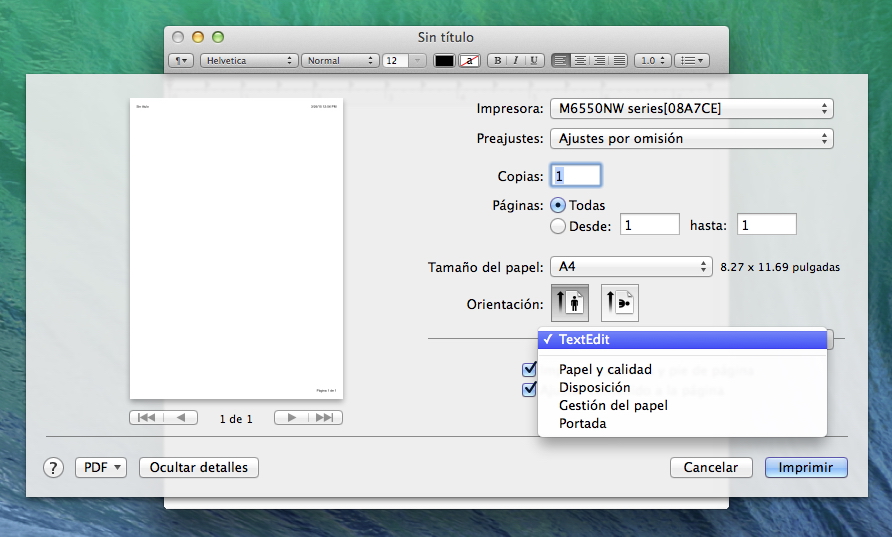 Sin título
¶ Helvetica Normal 12 a B I U 1.0
Sin título
Impresora: M6550NW series[08A7CE]
Preajustes: Ajustes por omisión
Copias: 1
Páginas: Todas
Desde: 1 hasta: 1
Tamaño del papel: A4 8.27 x 11.69 pulgadas
Orientación:
✓ TextEdit
Papel y calidad
Disposición
Gestión del papel
Portada
Página 1 de 1
1 de 1
? PDF Ocultar detalles Cancelar Imprimir